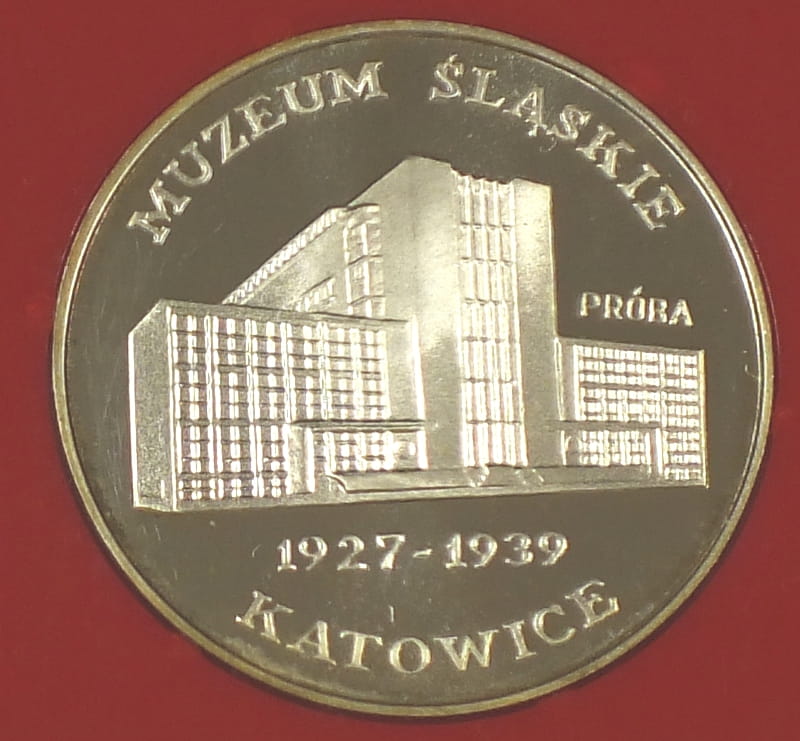 MUZEUM ŚLĄSKIE
PRÓBA
1927-1939
KATOWICE